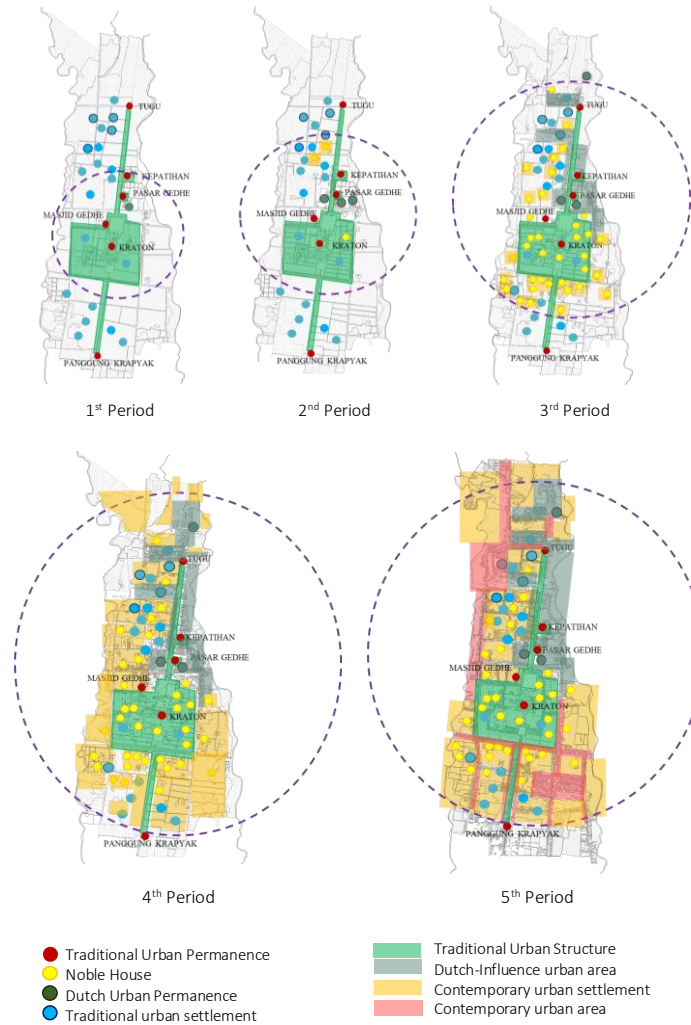 TUGU
KEPATIHAN
PASAR GEDHE
MASJID GEDHE
KRATON
PANGGUNG KRAPYAK
1st Period
TUGU
KEPATIHAN
PASAR GEDHE
MASJID GEDHE
KRATON
PANGGUNG KRAPYAK
2nd Period
TUGU
KEPATIHAN
PASAR GEDHE
MASJID GEDHE
KRATON
PANGGUNG KRAPYAK
3rd Period
TUGU
KEPATIHAN
PASAR GEDHE
MASJID GEDHE
KRATON
PANGGUNG KRAPYAK
4th Period
TUGU
KEPATIHAN
PASAR GEDHE
MASJID GEDHE
KRATON
PANGGUNG KRAPYAK
5th Period
Traditional Urban Permanence
Noble House
Dutch Urban Permanence
Traditional urban settlement
Traditional Urban Structure
Dutch-Influence urban area
Contemporary urban settlement
Contemporary urban area